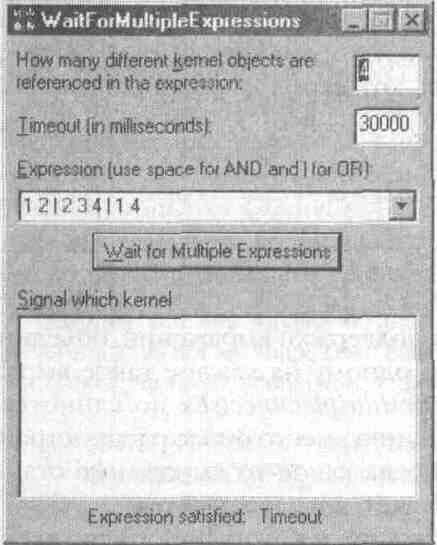 WaitForMultipleExpressions
How many different kernel objects are
referenced in the expression:
4
Timeout (in milliseconds):
30000
Expression (use space for AND and | for OR):
1 2 | 2 3 4 | 1 4
Wait for Multiple Expressions
Signal which kernel
Expression satisfied: Timeout